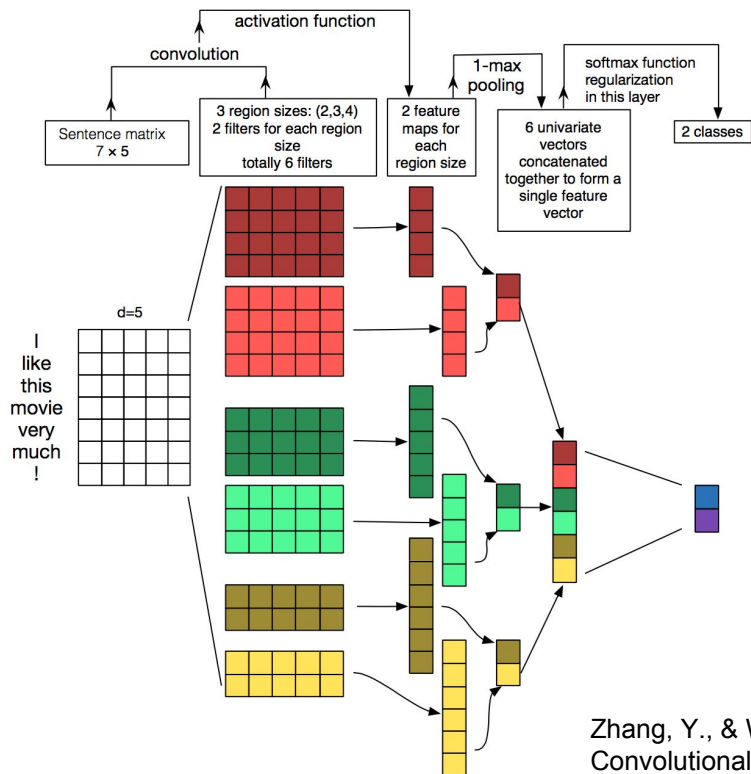 activation function
convolution
1-max
pooling
softmax function
regularization
in this layer
Sentence matrix
7 × 5
3 region sizes: (2,3,4)
2 filters for each region
size
totally 6 filters
2 feature
maps for
each
region size
6 univariate
vectors
concatenated
together to form a
single feature
vector
2 classes
d=5
I
like
this
movie
very
much
!
Zhang, Y., &
Convolutional